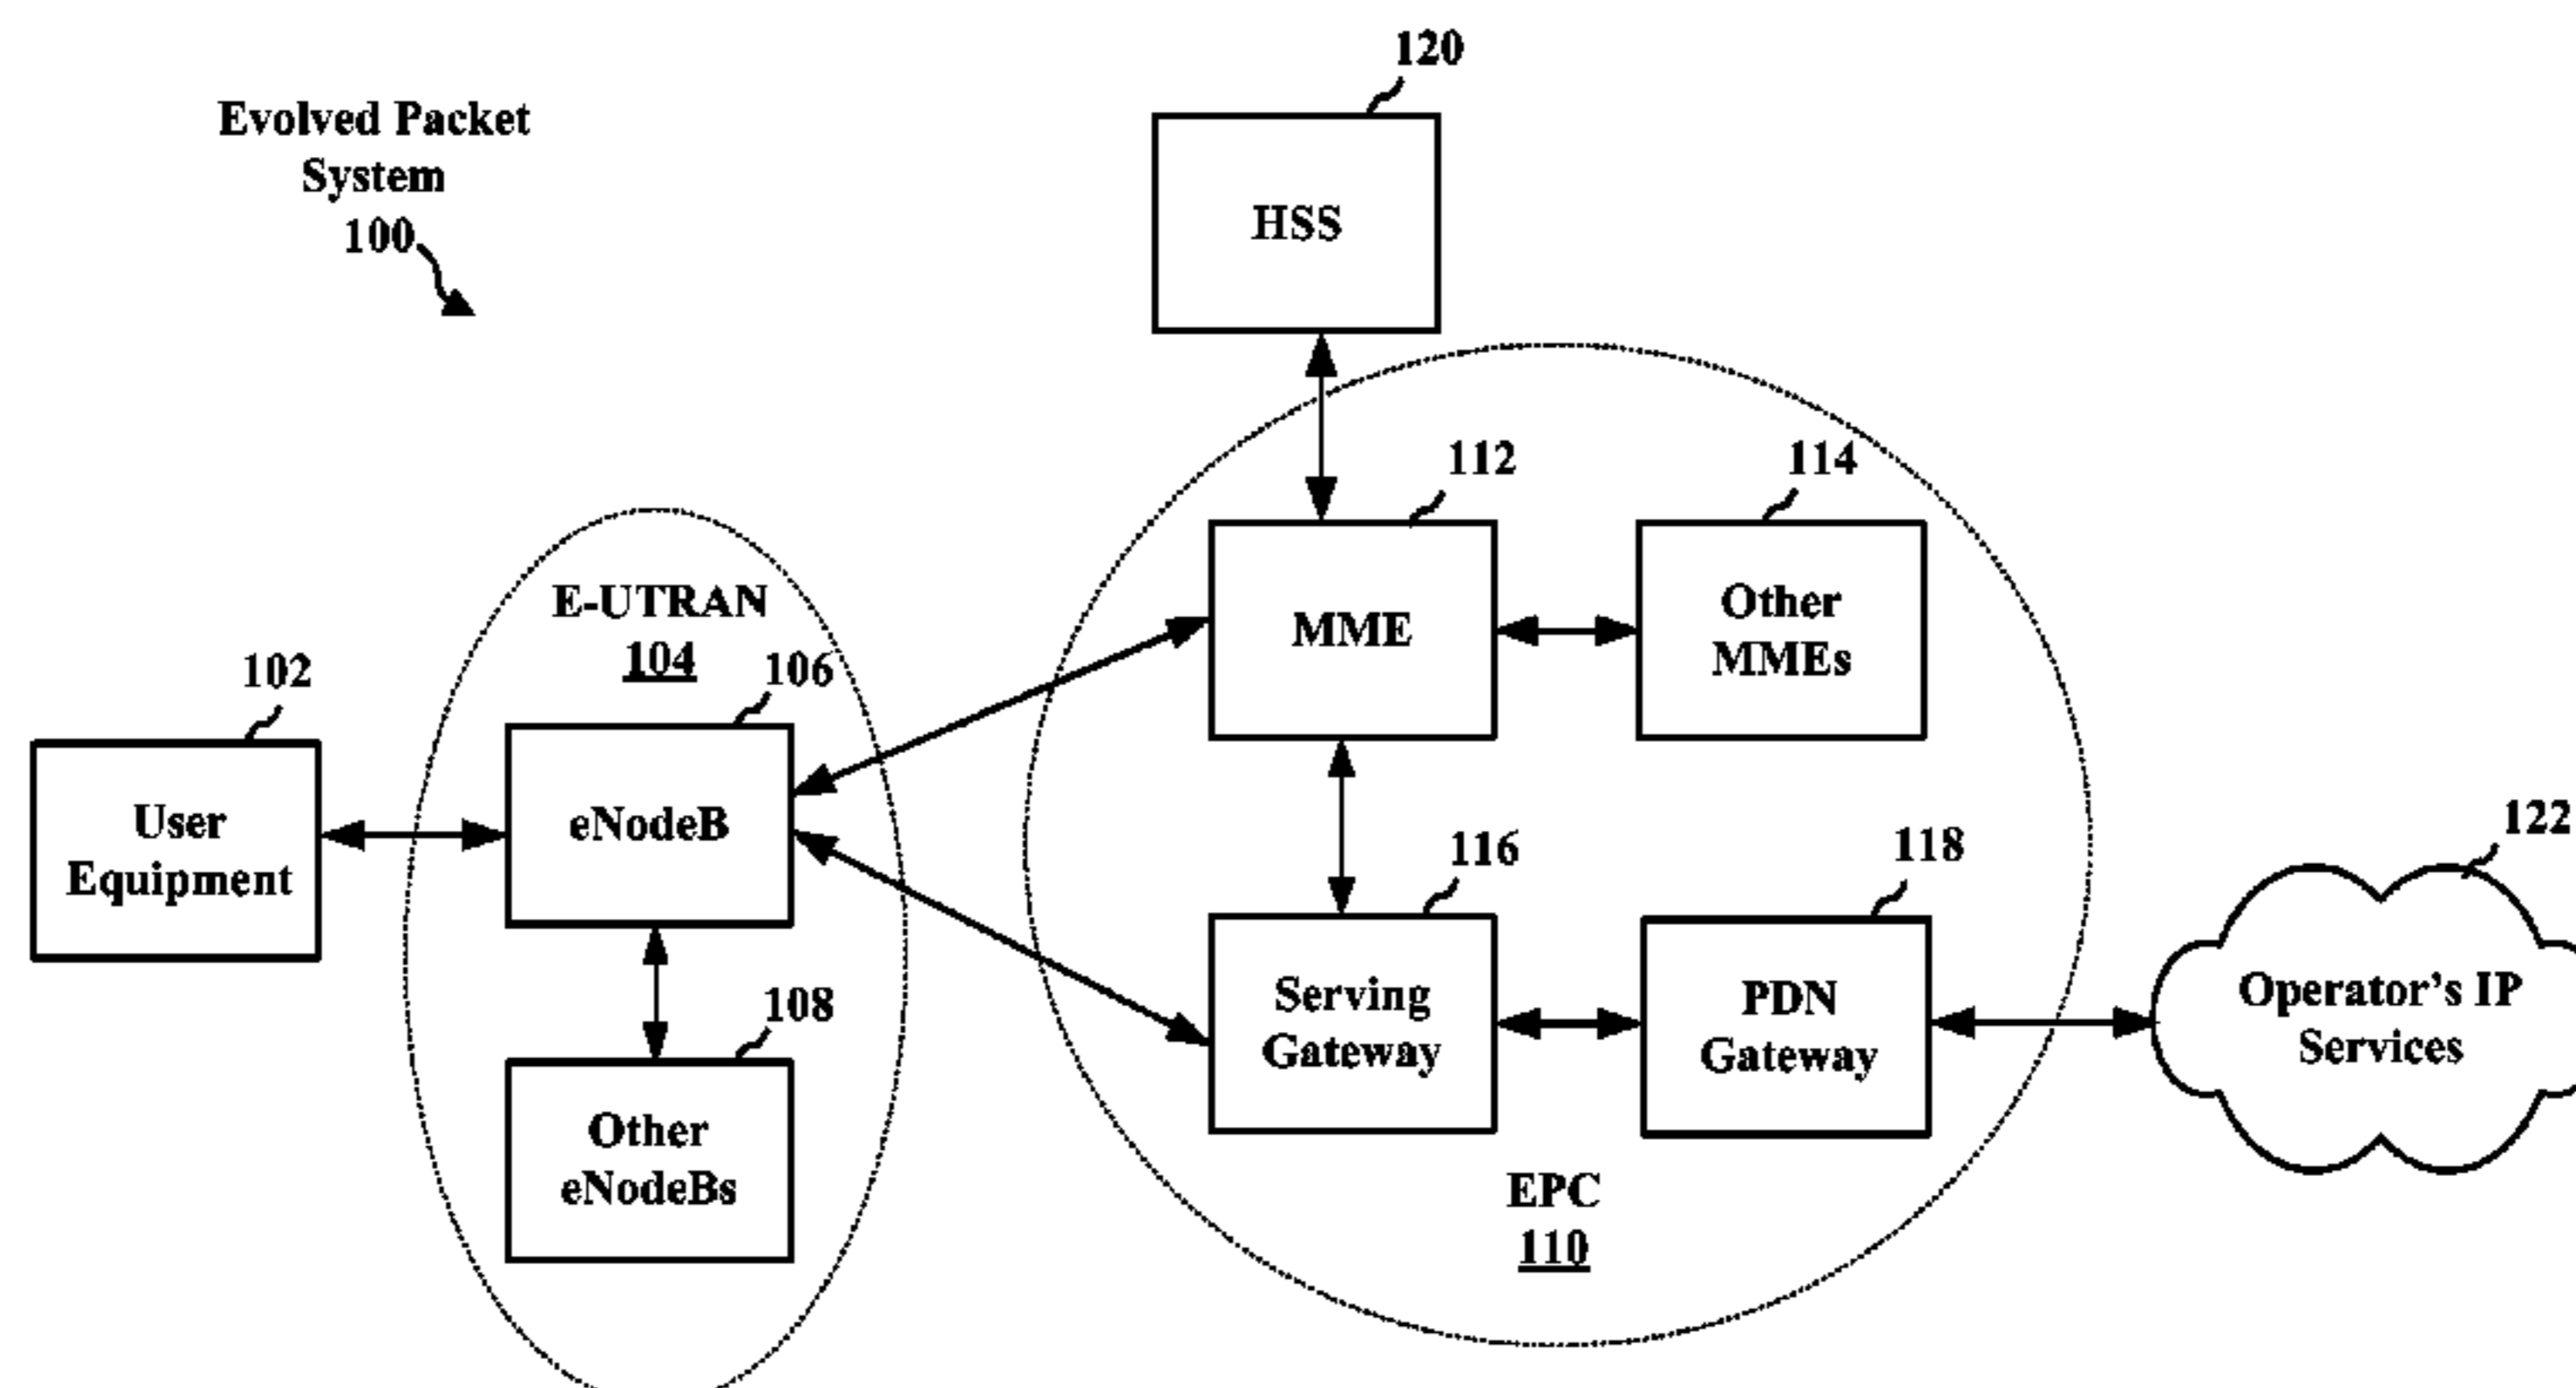 120
Evolved Packet
System
100
HSS
112
114
E-UTRAN
104
MME
Other
MMEs
102
106
User
Equipment
eNodeB
116
118
122
108
Serving
Gateway
PDN
Gateway
Operator's IP
Services
Other
eNodeBs
EPC
110